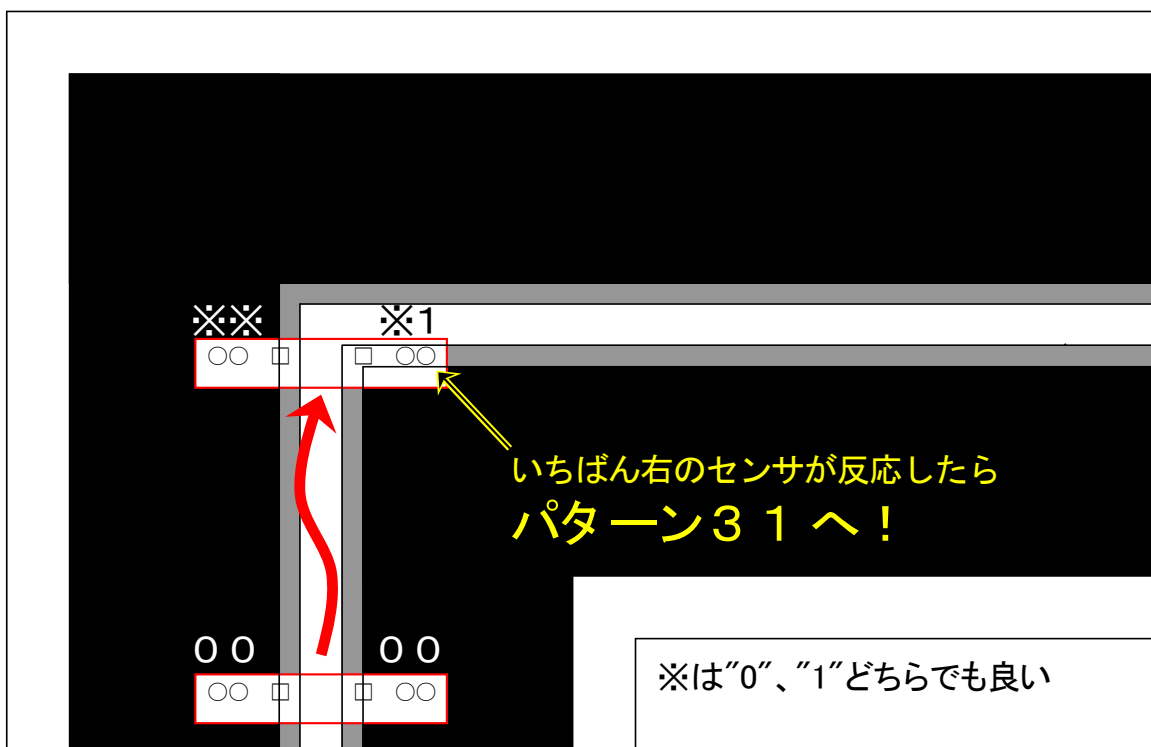 ※※ ※1
いちばん右のセンサが反応したら
パターン３１へ！
００ ００
※は"0"、"1"どちらでも良い